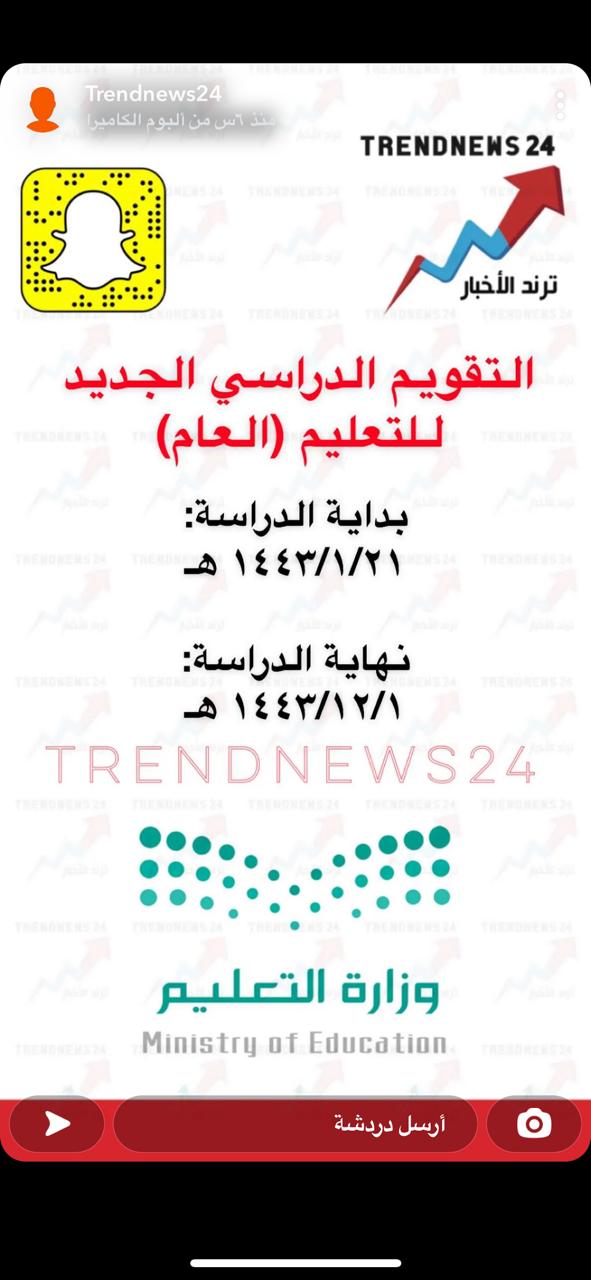 Trendnews24
منذ ٦س من ألبوم الكاميرا
TRENDNEWS 24
ترند الأخبار
التقويم الدراسي الجديد
للتعليم (العام)
بداية الدراسة:
١٤٤٣/١/٢١ هـ
نهاية الدراسة:
١٤٤٣/١٢/١ هـ
TRENDNEWS24
وزارة التعليم
Ministry of Education
أرسل دردشة